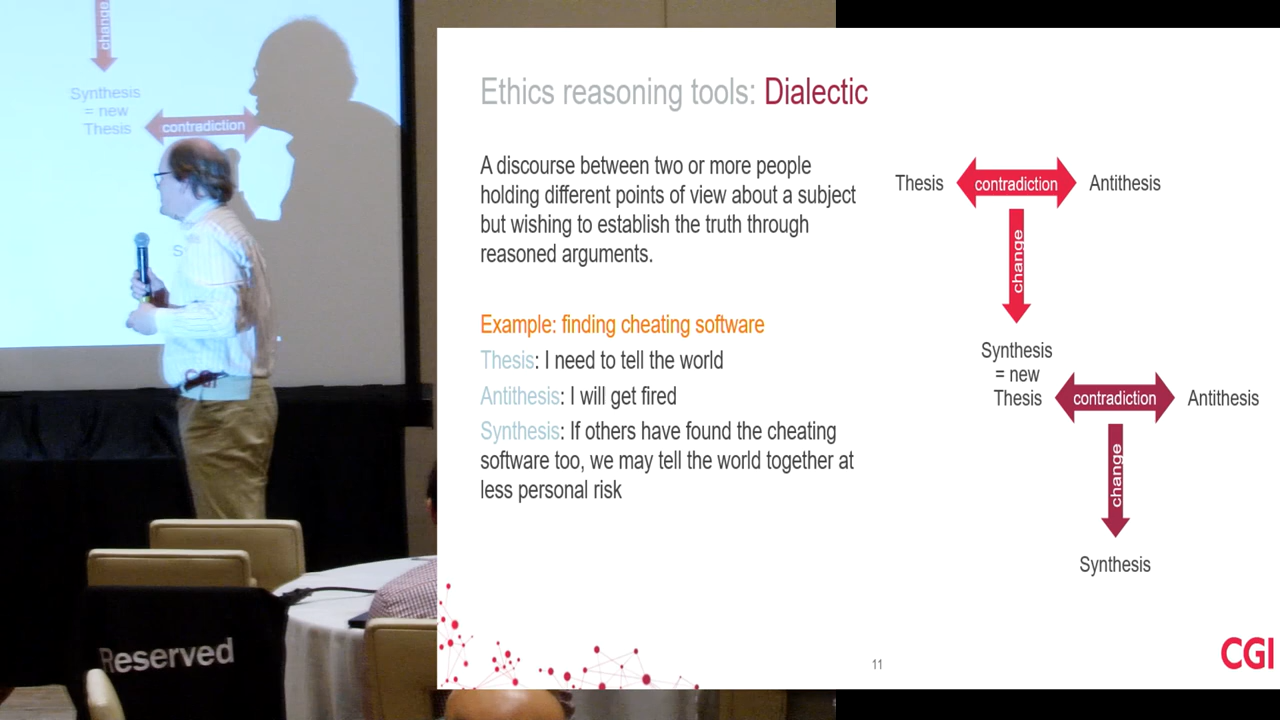 change
Synthesis
= new
Thesis
contradiction
S
CGI
Reserved
Ethics reasoning tools: Dialectic
A discourse between two or more people
holding different points of view about a subject
but wishing to establish the truth through
reasoned arguments.
Example: finding cheating software
Thesis: I need to tell the world
Antithesis: I will get fired
Synthesis: If others have found the cheating
software too, we may tell the world together at
less personal risk
Thesis
contradiction
Antithesis
change
Synthesis
= new
Thesis
contradiction
Antithesis
change
Synthesis
11
CGI